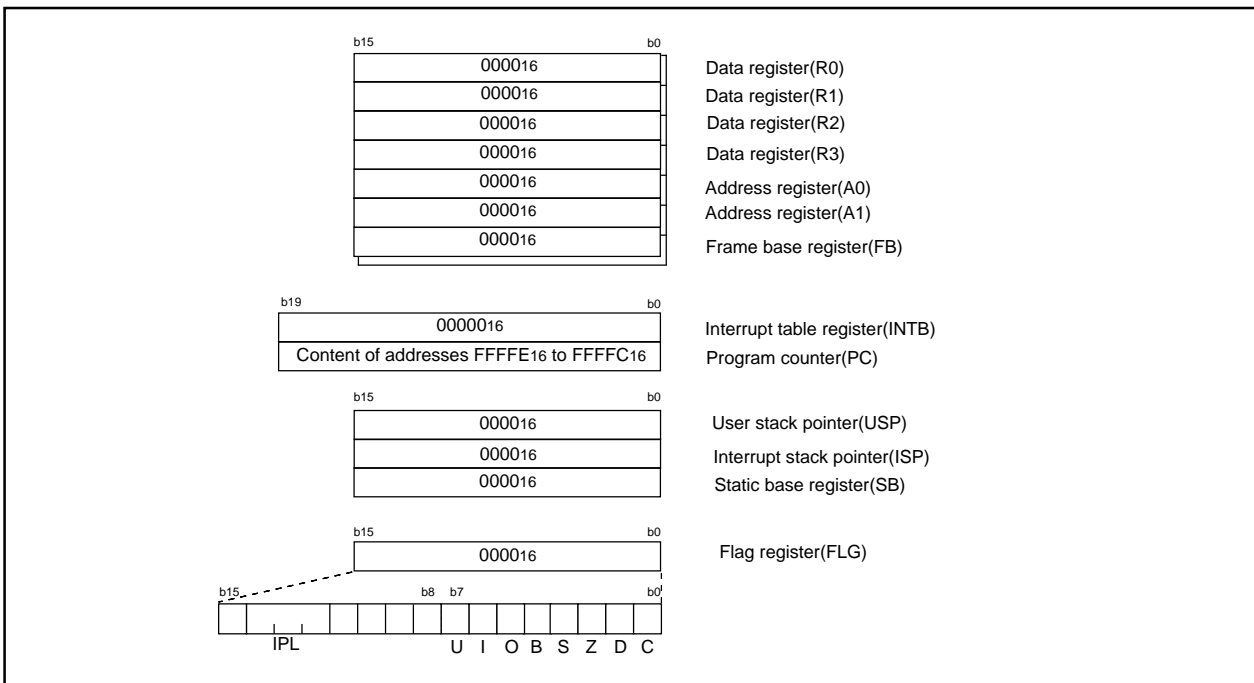 b15 b0
000016 Data register(R0)
000016 Data register(R1)
000016 Data register(R2)
000016 Data register(R3)
000016 Address register(A0)
000016 Address register(A1)
000016 Frame base register(FB)
b19 b0
0000016 Interrupt table register(INTB)
Content of addresses FFFFE16 to FFFFC16 Program counter(PC)
b15 b0
000016 User stack pointer(USP)
000016 Interrupt stack pointer(ISP)
000016 Static base register(SB)
b15 b0
000016 Flag register(FLG)
b15 b8 b7 b0
IPL U I O B S Z D C